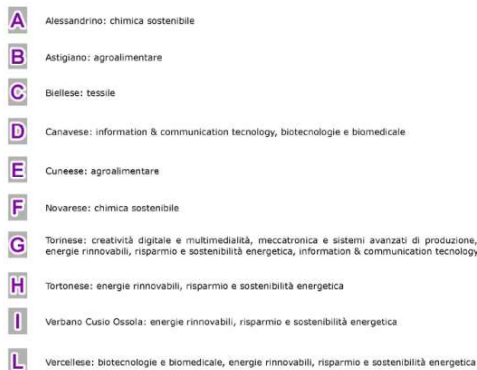 A Alessandrino: chimica sostenibile
B Astigiano: agroalimentare
C Biellese: tessile
D Canavese: information & communication tecnology, biotecnologie e biomedicale
E Cuneese: agroalimentare
F Novarese: chimica sostenibile
G Torinese: creatività digitale e multimedialità, meccatronica e sistemi avanzati di produzione,
energie rinnovabili, risparmio e sostenibilità energetica, information & communication tecnology
H Tortonese: energie rinnovabili, risparmio e sostenibilità energetica
I Verbano Cusio Ossola: energie rinnovabili, risparmio e sostenibilità energetica
L Vercellese: biotecnologie e biomedicale, energie rinnovabili, risparmio e sostenibilità energetica